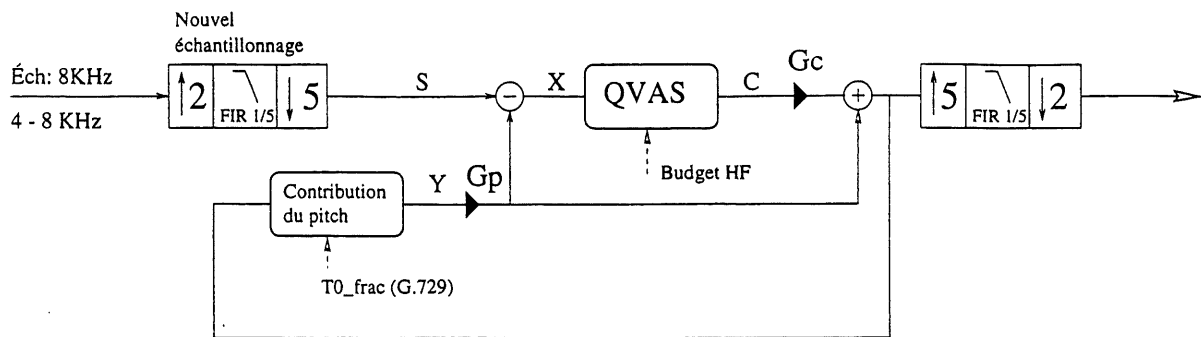 Nouvel
échantillonnage
Éch: 8KHz
4 - 8 KHz
2
FIR 1/5
5
S
−
X
QVAS
C
Gc
+
5
FIR 1/5
2
Budget HF
Contribution
du pitch
Y
Gp
T0_frac (G.729)